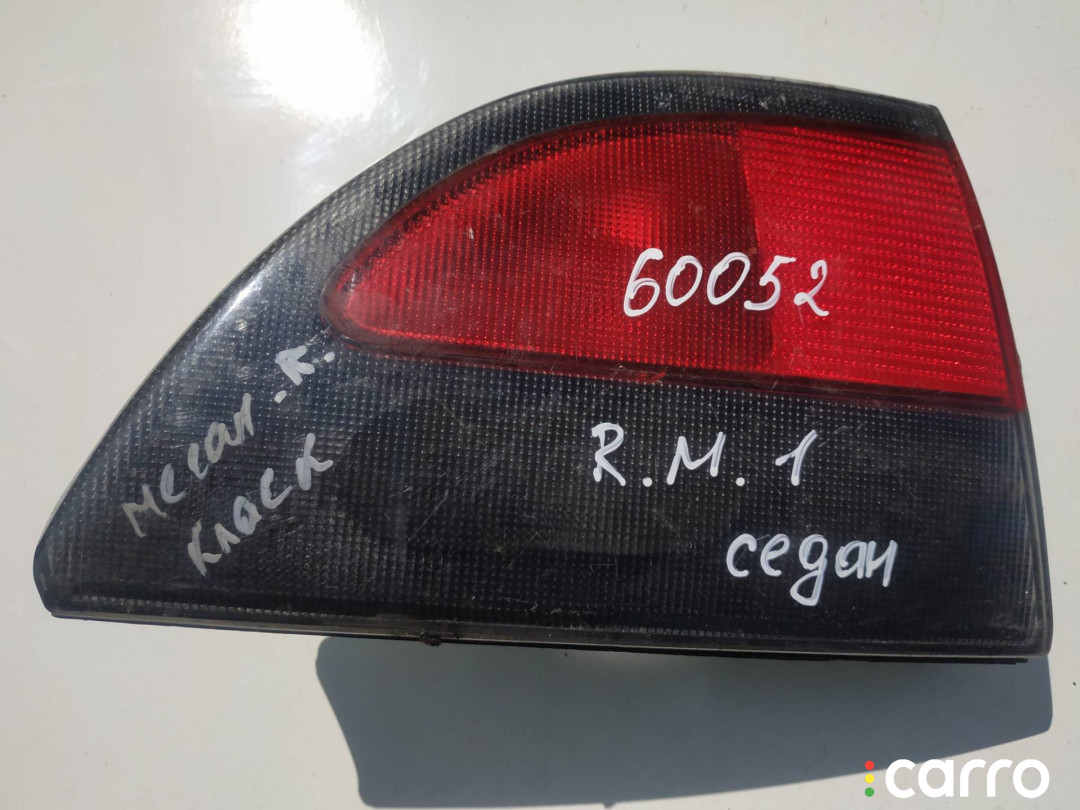 60052
R.M.1
седан
меган.к.
класк
carro